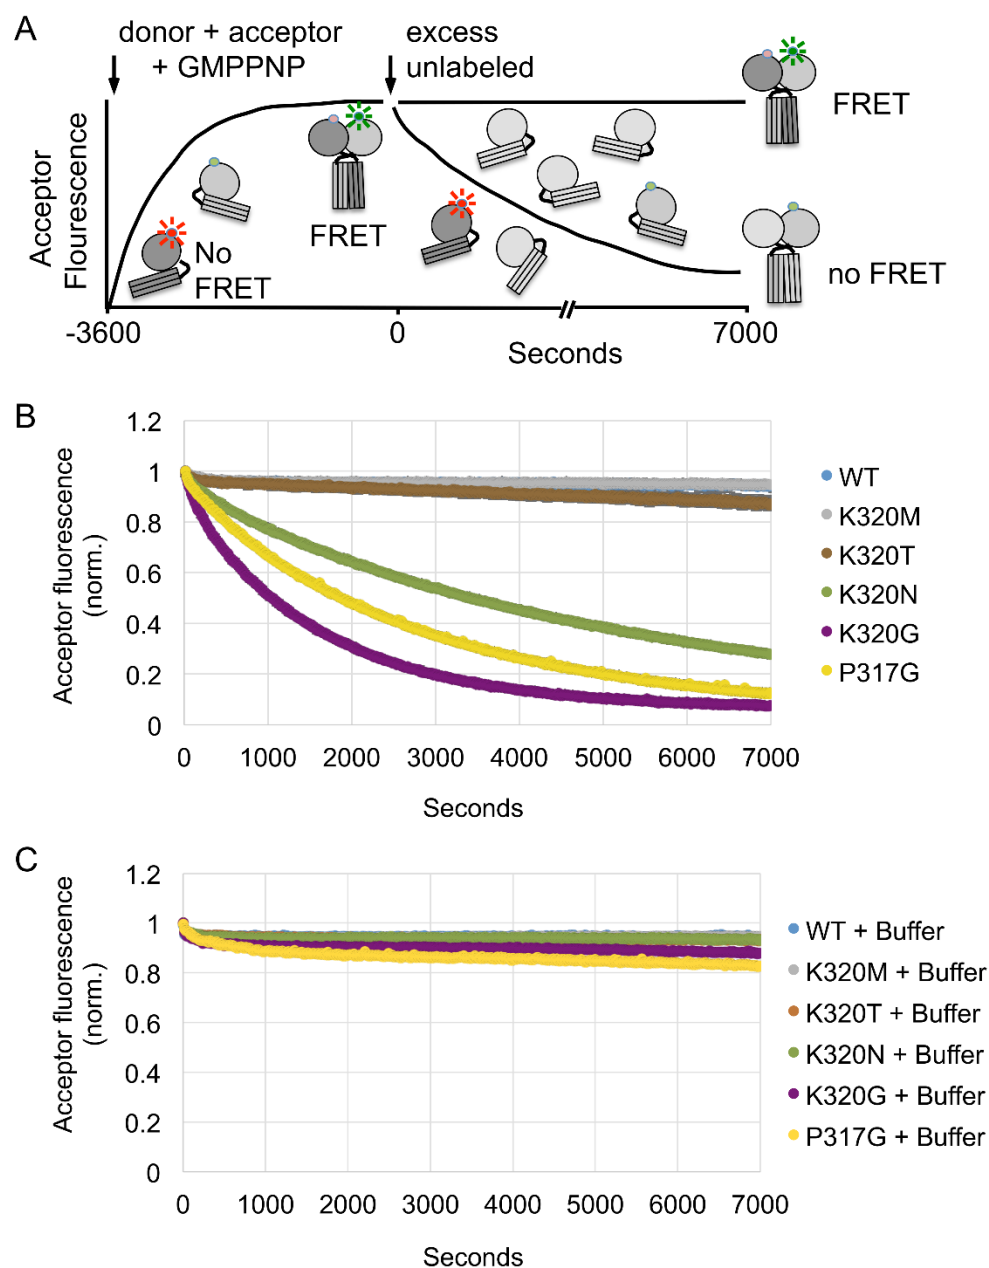 A
donor + acceptor
+ GMPPNP
excess
unlabeled
FRET
Acceptor
Flourescence
No
FRET
FRET
no FRET
-3600
0
7000
Seconds
B
1.2
1
0.8
0.6
0.4
0.2
0
Acceptor fluorescence
(norm.)
0 1000 2000 3000 4000 5000 6000 7000
Seconds
WT
K320M
K320T
K320N
K320G
P317G
C
1.2
1
0.8
0.6
0.4
0.2
0
Acceptor fluorescence
(norm.)
0 1000 2000 3000 4000 5000 6000 7000
Seconds
WT + Buffer
K320M + Buffer
K320T + Buffer
K320N + Buffer
K320G + Buffer
P317G + Buffer